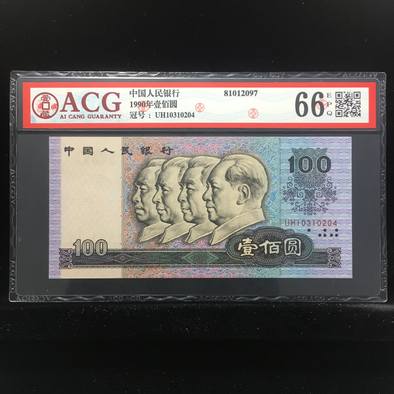 ACG
AI CANG GUARANTY
中国人民银行
1990年壹佰圆
冠号：UH10310204
81012097
66 EPQ
中国人民银行
100
UH10310204
100
壹佰圆